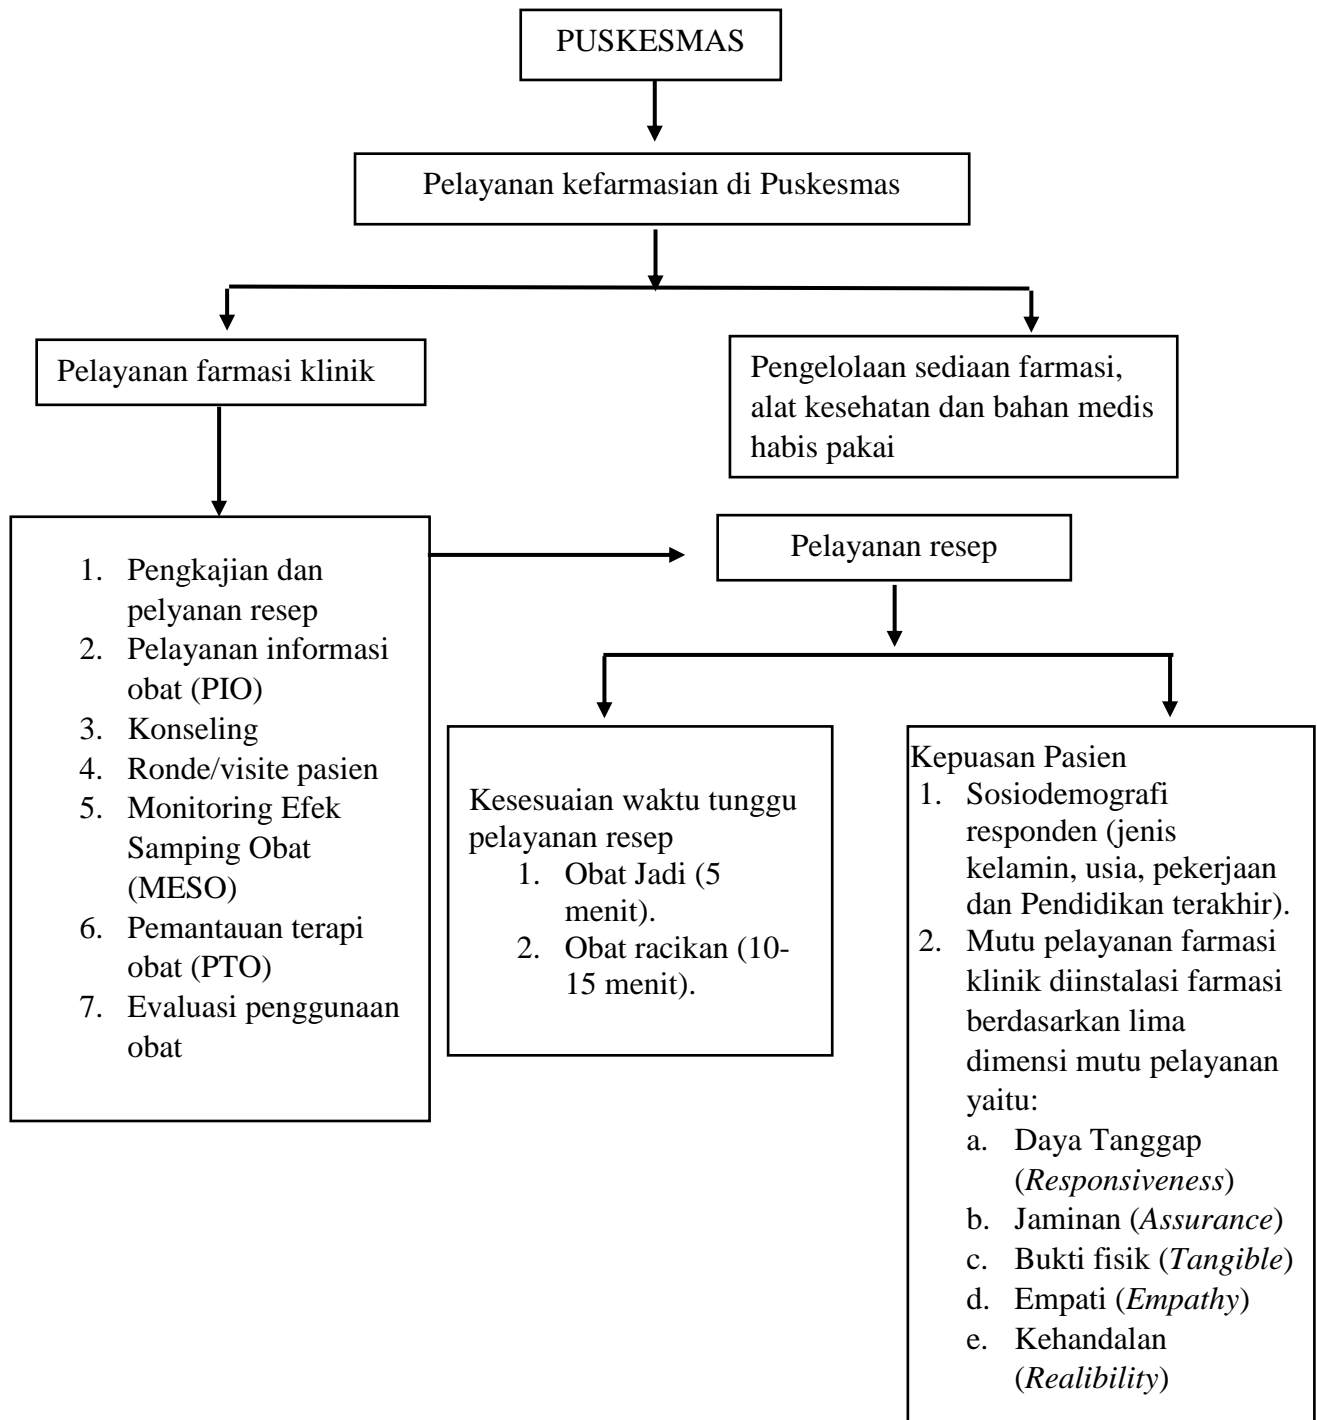 PUSKESMAS
Pelayanan kefarmasian di Puskesmas
Pelayanan farmasi klinik
Pengelolaan sediaan farmasi,
alat kesehatan dan bahan medis
habis pakai
1. Pengkajian dan
pelyanan resep
2. Pelayanan informasi
obat (PIO)
3. Konseling
4. Ronde/visite pasien
5. Monitoring Efek
Samping Obat
(MESO)
6. Pemantauan terapi
obat (PTO)
7. Evaluasi penggunaan
obat
Pelayanan resep
Kesesuaian waktu tunggu
pelayanan resep
1. Obat Jadi (5
menit).
2. Obat racikan (10-
15 menit).
Kepuasan Pasien
1. Sosiodemografi
responden (jenis
kelamin, usia, pekerjaan
dan Pendidikan terakhir).
2. Mutu pelayanan farmasi
klinik diinstalasi farmasi
berdasarkan lima
dimensi mutu pelayanan
yaitu:
a. Daya Tanggap
(Responsiveness)
b. Jaminan (Assurance)
c. Bukti fisik (Tangible)
d. Empati (Empathy)
e. Kehandalan
(Realibility)